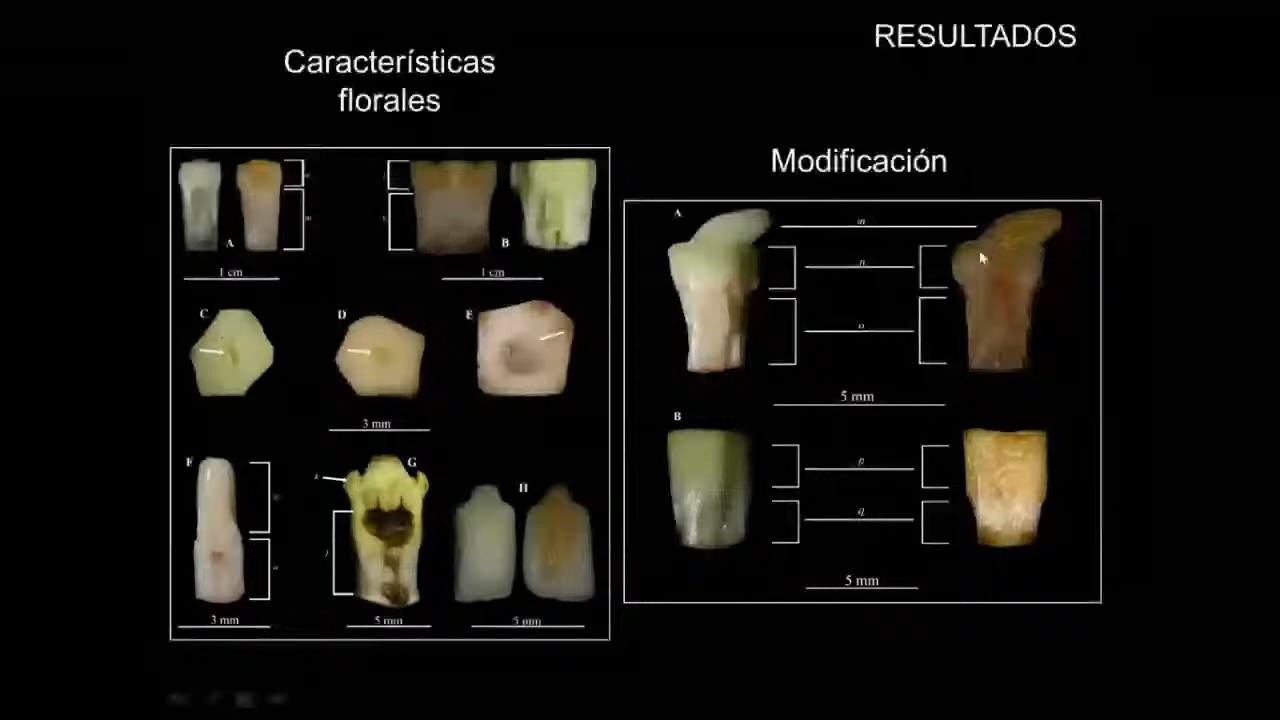 RESULTADOS
Características
florales
A
B
1 cm
1 cm
C
D
E
3 mm
F
G
H
3 mm
5 mm
5 mm
Modificación
A
m
n
o
5 mm
B
p
q
5 mm